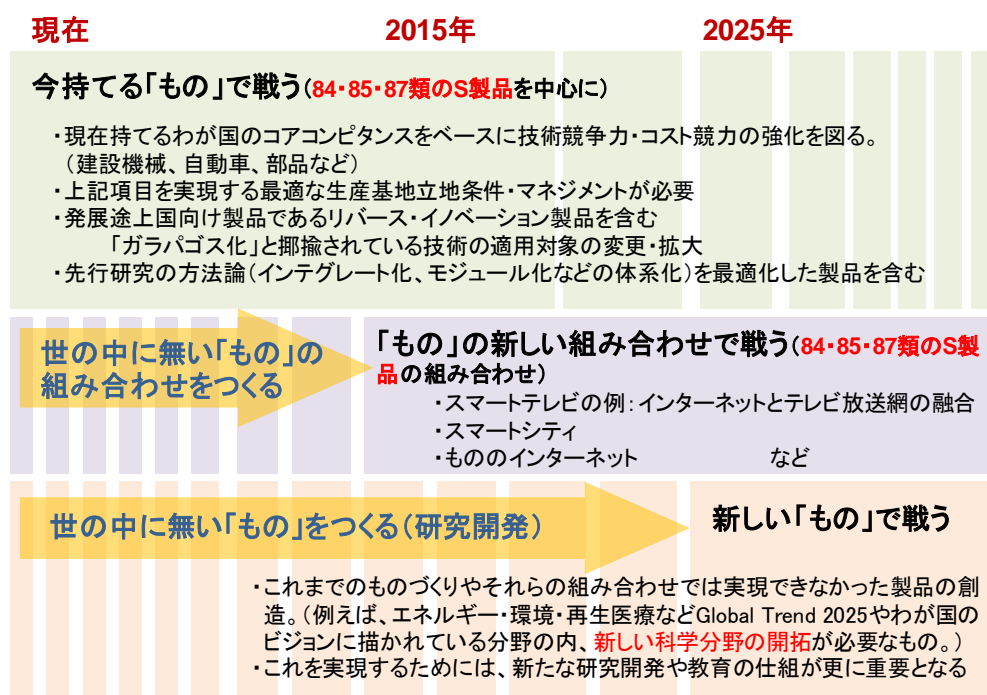 現在 2015年 2025年
今持てる「もの」で戦う(84・85・87類のS製品を中心に)
・現在持てるわが国のコアコンピタンスをベースに技術競争力・コスト競力の強化を図る。
（建設機械、自動車、部品など）
・上記項目を実現する最適な生産基地立地条件・マネジメントが必要
・発展途上国向け製品であるリバース・イノベーション製品を含む
「ガラパゴス化」と揶揄されている技術の適用対象の変更・拡大
・先行研究の方法論（インテグレート化、モジュール化などの体系化）を最適化した製品を含む
世の中に無い「もの」の
組み合わせをつくる
「もの」の新しい組み合わせで戦う(84・85・87類のS製
品の組み合わせ)
・スマートテレビの例：インターネットとテレビ放送網の融合
・スマートシティ
・もののインターネット など
世の中に無い「もの」をつくる（研究開発）
新しい「もの」で戦う
・これまでのものづくりやそれらの組み合わせでは実現できなかった製品の創
造。（例えば、エネルギー・環境・再生医療などGlobal Trend 2025やわが国の
ビジョンに描かれている分野の内、新しい科学分野の開拓が必要なもの。）
・これを実現するためには、新たな研究開発や教育の仕組が更に重要となる